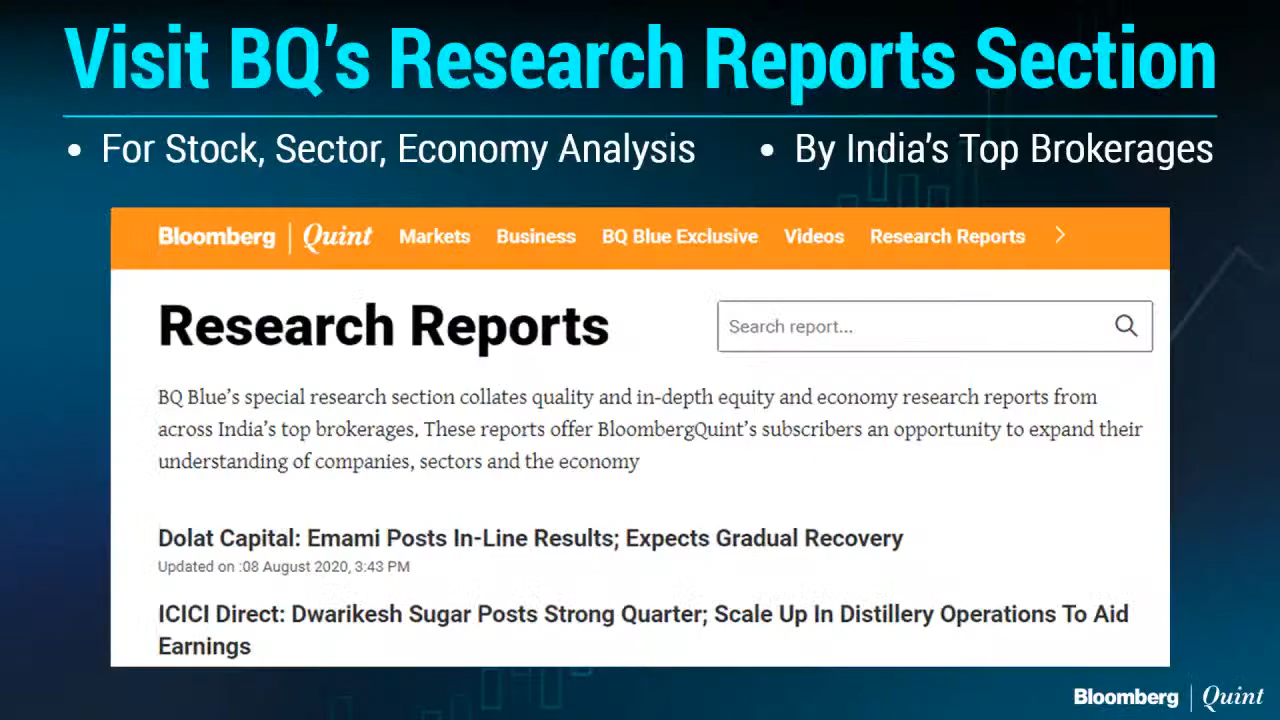 Visit BQ's Research Reports Section
• For Stock, Sector, Economy Analysis • By India's Top Brokerages
Bloomberg | Quint Markets Business BQ Blue Exclusive Videos Research Reports
Research Reports
Search report...
BQ Blue's special research section collates quality and in-depth equity and economy research reports from
across India's top brokerages. These reports offer BloombergQuint's subscribers an opportunity to expand their
understanding of companies, sectors and the economy
Dolat Capital: Emami Posts In-Line Results; Expects Gradual Recovery
Updated on :08 August 2020, 3:43 PM
ICICI Direct: Dwarikesh Sugar Posts Strong Quarter; Scale Up In Distillery Operations To Aid
Earnings
Bloomberg | Quint